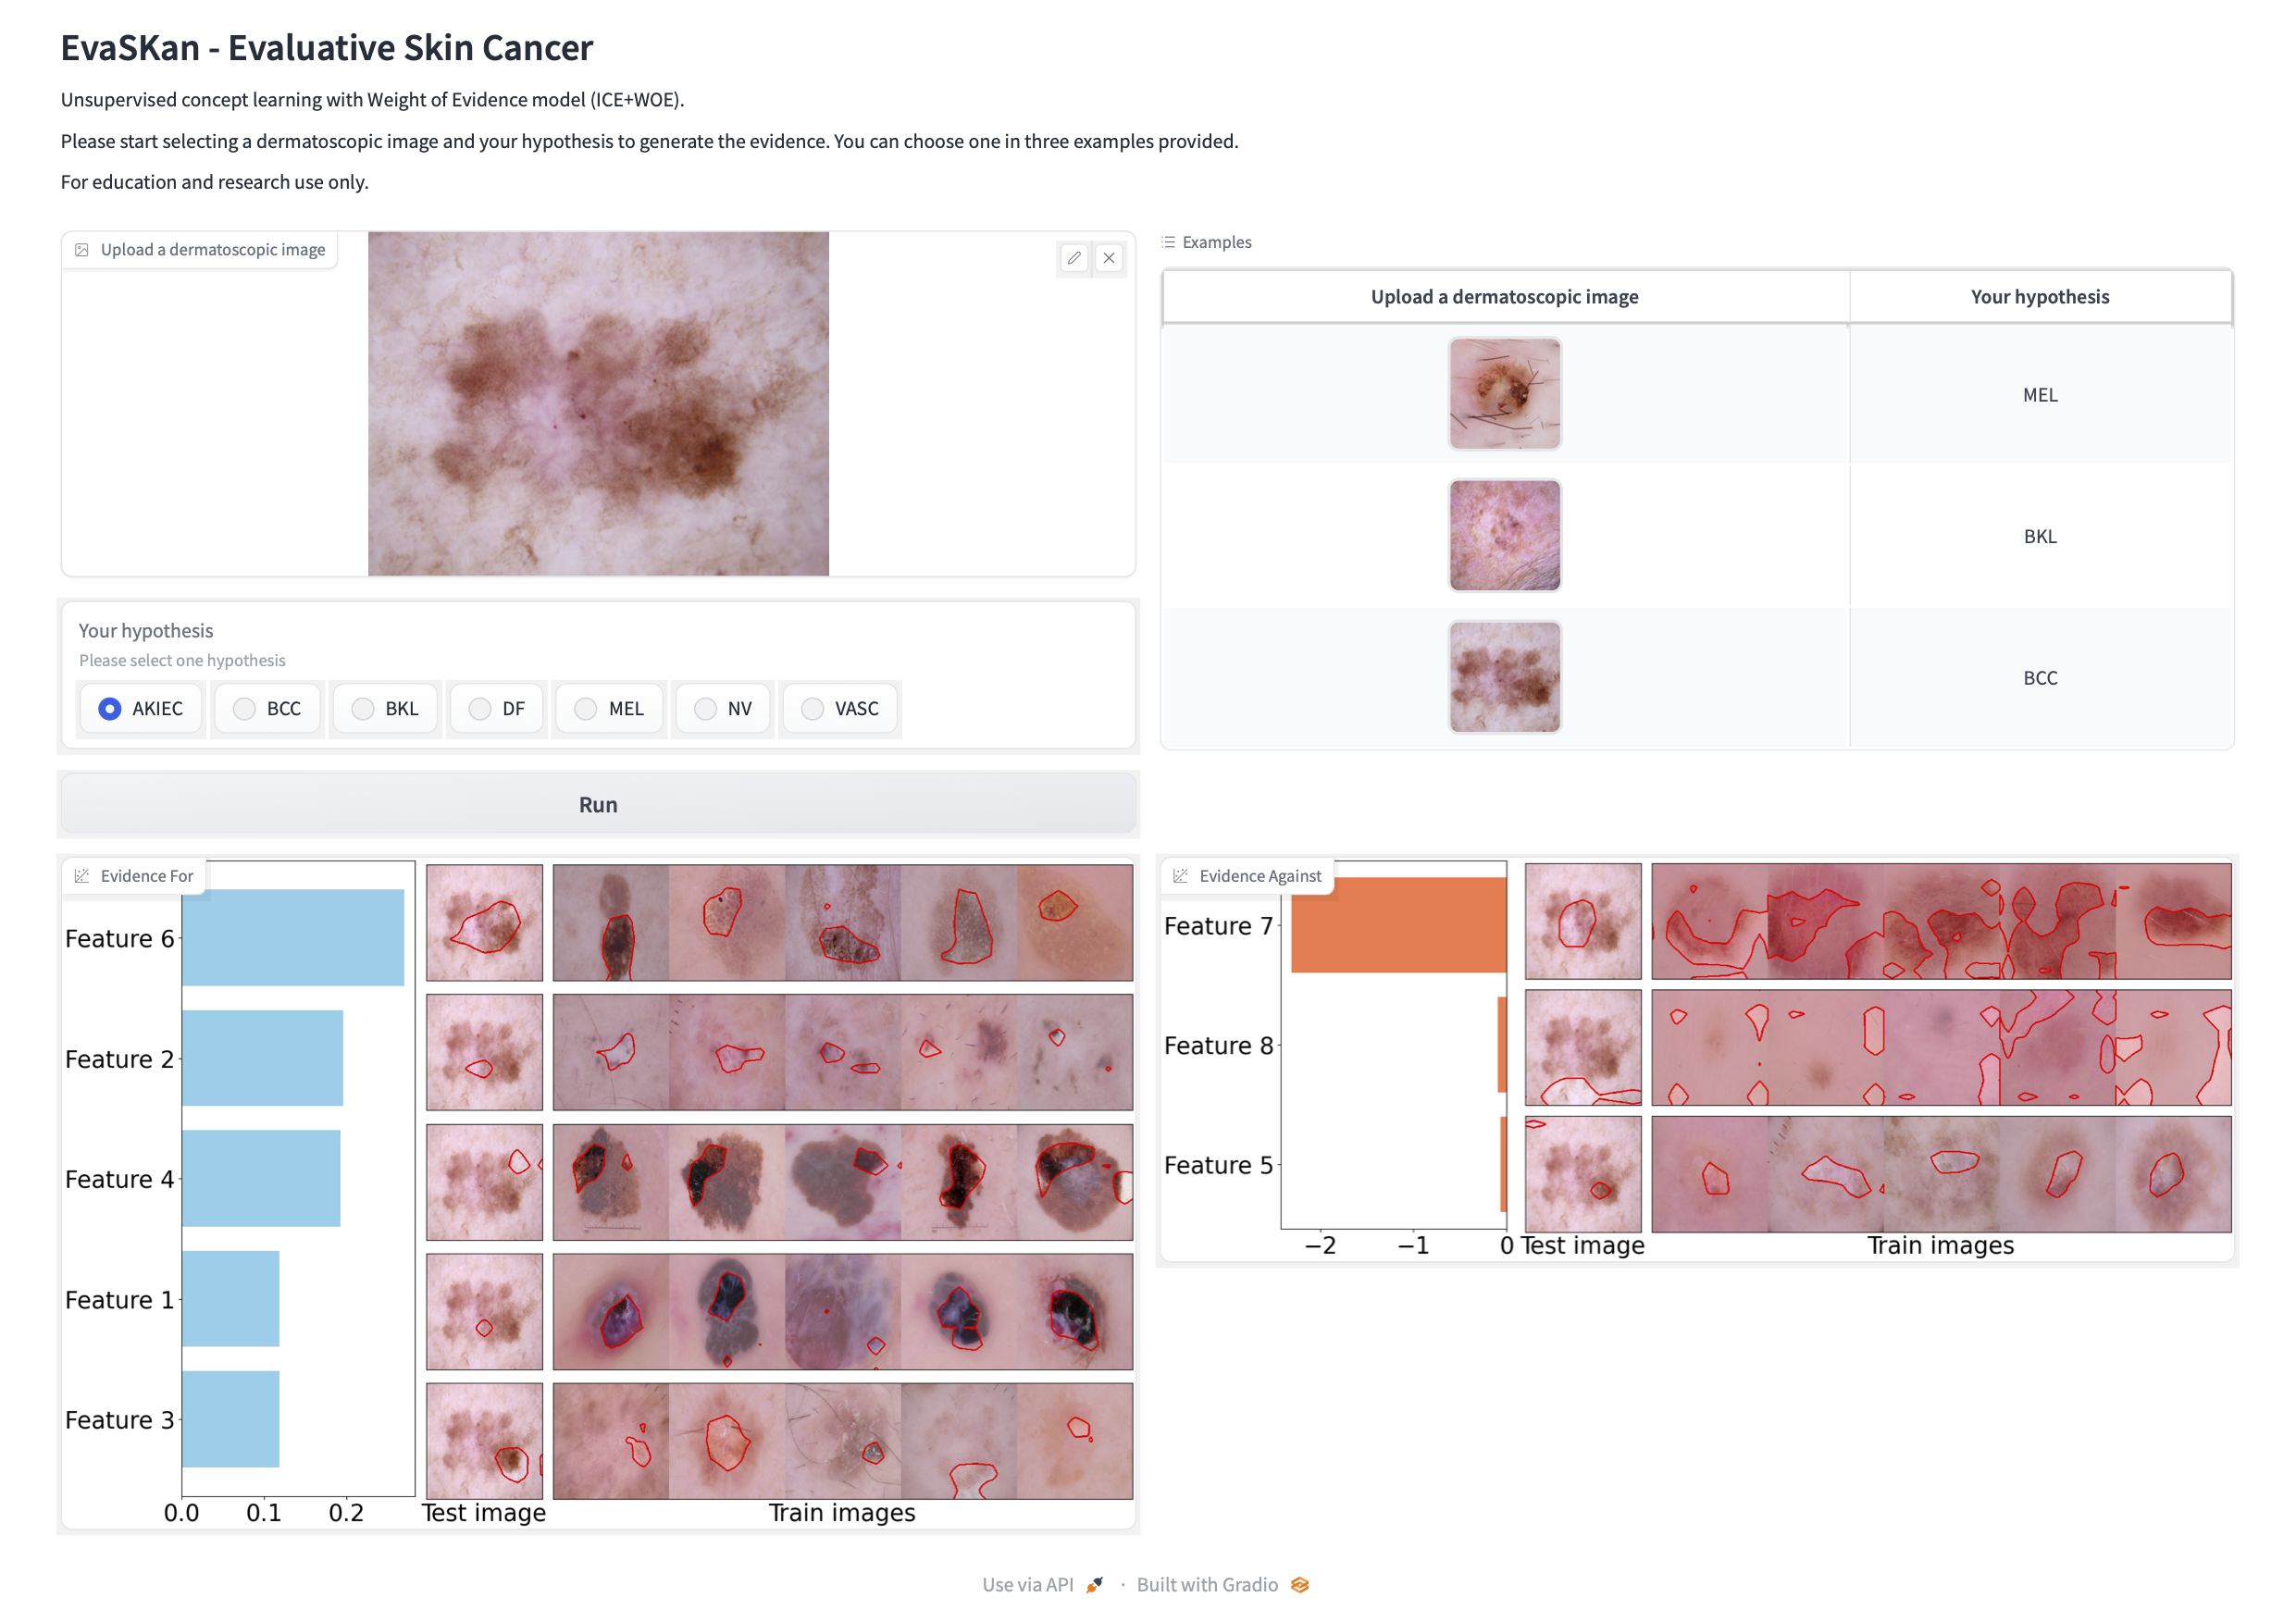 EvaSKan - Evaluative Skin Cancer
Unsupervised concept learning with Weight of Evidence model (ICE+WOE).
Please start selecting a dermatoscopic image and your hypothesis to generate the evidence. You can choose one in three examples provided.
For education and research use only.
Upload a dermatoscopic image
Examples
Upload a dermatoscopic image Your hypothesis
MEL
BKL
BCC
Your hypothesis
Please select one hypothesis
AKIEC BCC BKL DF MEL NV VASC
Run
Evidence For
Feature 6
Feature 2
Feature 4
Feature 1
Feature 3
0.0 0.1 0.2 Test image Train images
Evidence Against
Feature 7
Feature 8
Feature 5
−2 −1 0 Test image Train images
Use via API · Built with Gradio